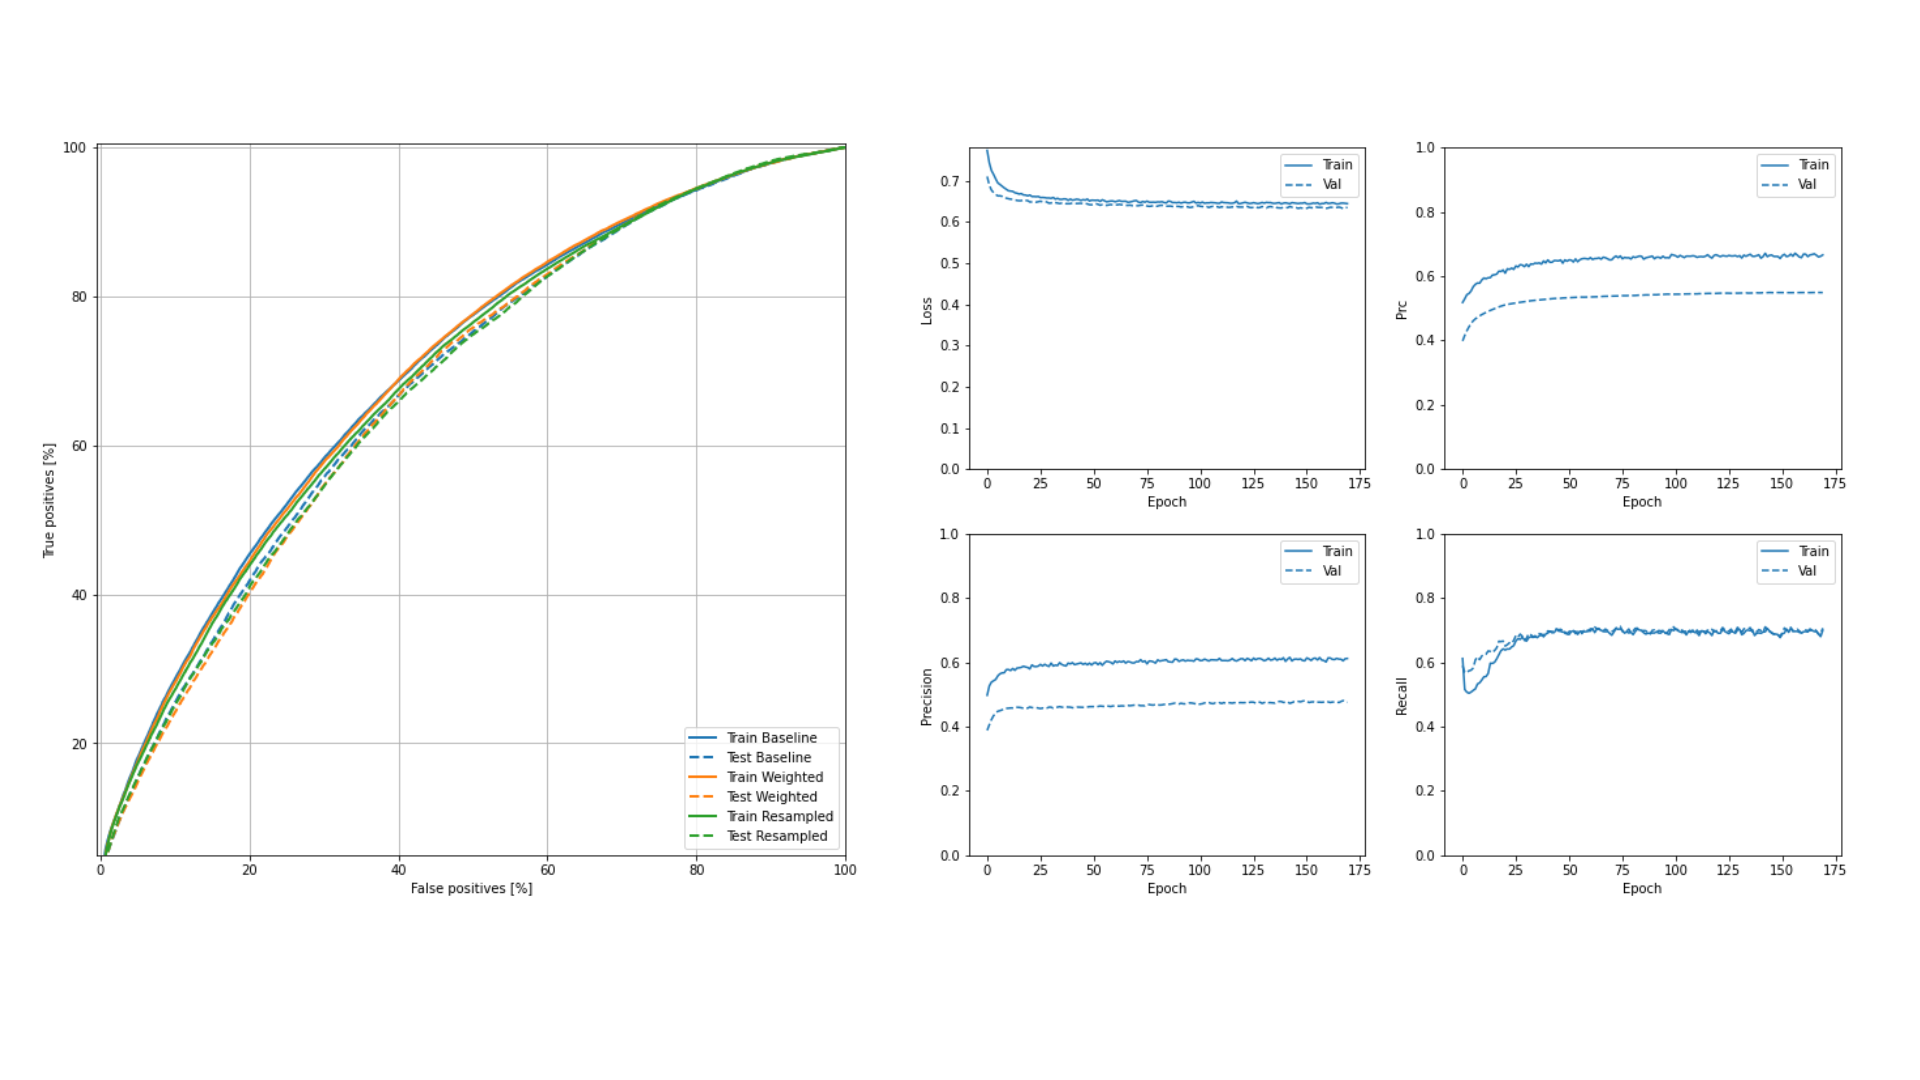 100
80
60
40
20
True positives [%]
0
20
40
60
80
100
False positives [%]
Train Baseline
Test Baseline
Train Weighted
Test Weighted
Train Resampled
Test Resampled
0.7
0.6
0.5
0.4
0.3
0.2
0.1
0.0
Loss
0 25 50 75 100 125 150 175
Epoch
Train
Val
1.0
0.8
0.6
0.4
0.2
0.0
Prc
0 25 50 75 100 125 150 175
Epoch
Train
Val
1.0
0.8
0.6
0.4
0.2
0.0
Precision
0 25 50 75 100 125 150 175
Epoch
Train
Val
1.0
0.8
0.6
0.4
0.2
0.0
Recall
0 25 50 75 100 125 150 175
Epoch
Train
Val